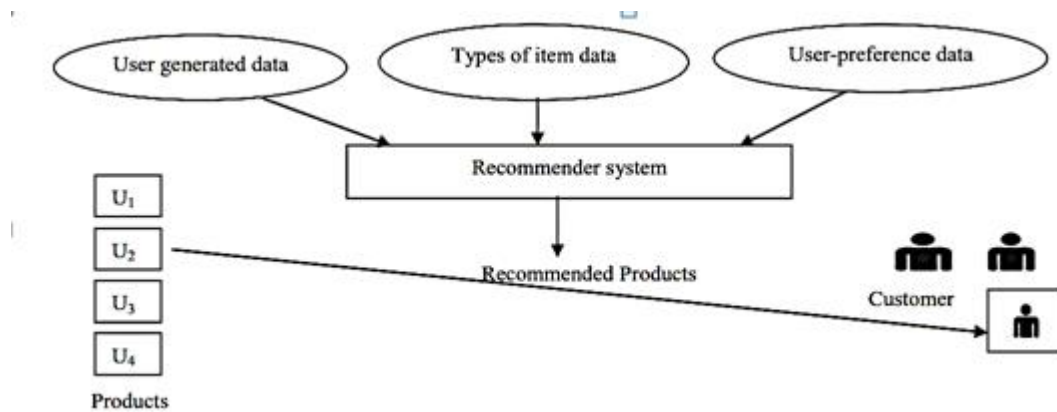 User generated data
Types of item data
User-preference data
Recommender system
U₁
U₂
Recommended Products
U₃
Customer
U₄
Products